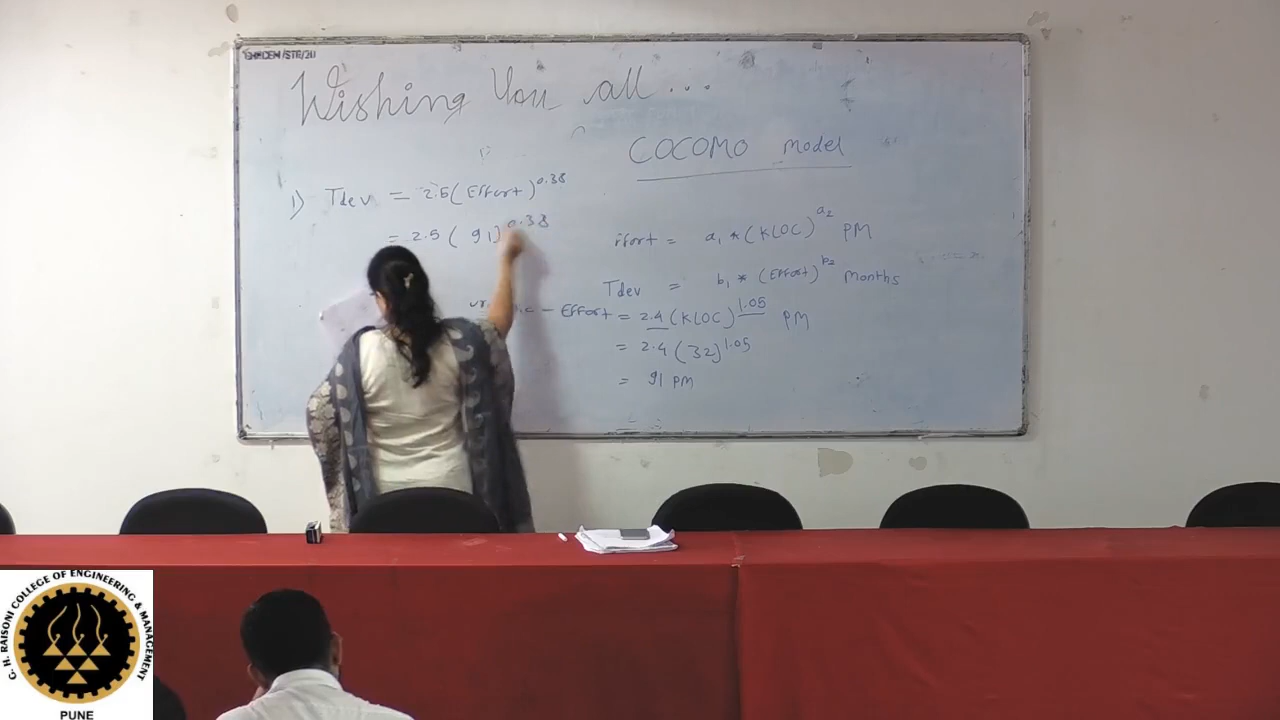 Wishing You all...
COCOMO Model
1) Tdev = 2.5(Effort)^0.38
= 2.5 ( 91)^0.38
ffort = a1 * (KLOC)^a2 PM
Tdev = b1 * (Effort)^b2 Months
- Effort = 2.4 (KLOC)^1.05 PM
= 2.4 (32)^1.05
= 91 PM
G. H. RAISONI COLLEGE OF ENGINEERING & MANAGEMENT
PUNE